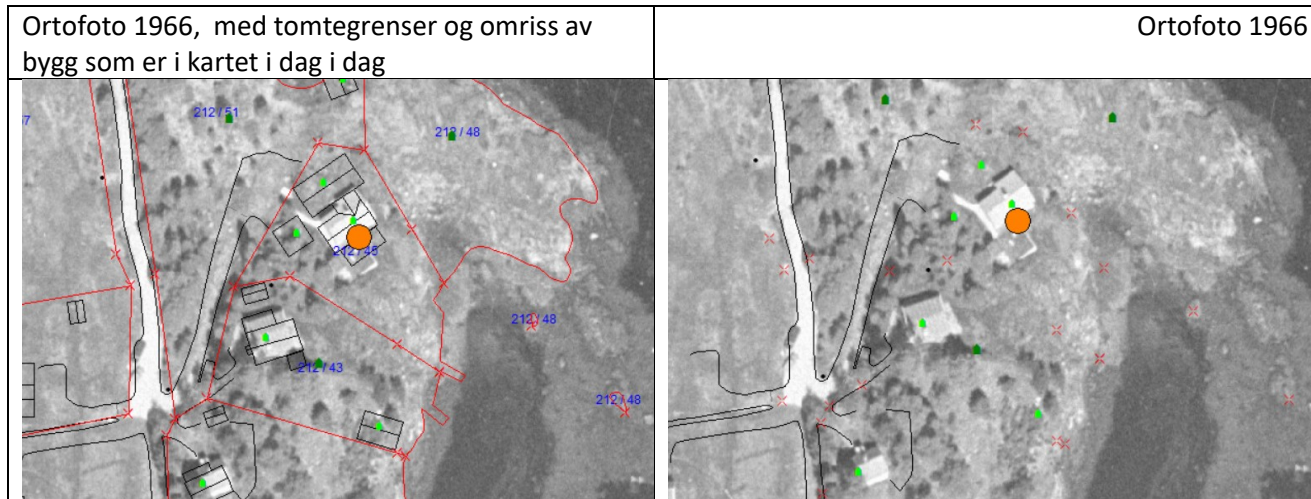 Ortofoto 1966, med tomtegrenser og omriss av
bygg som er i kartet i dag i dag
Ortofoto 1966
212 / 51
212 / 48
212 / 45
212 / 48
212 / 43
212 / 48